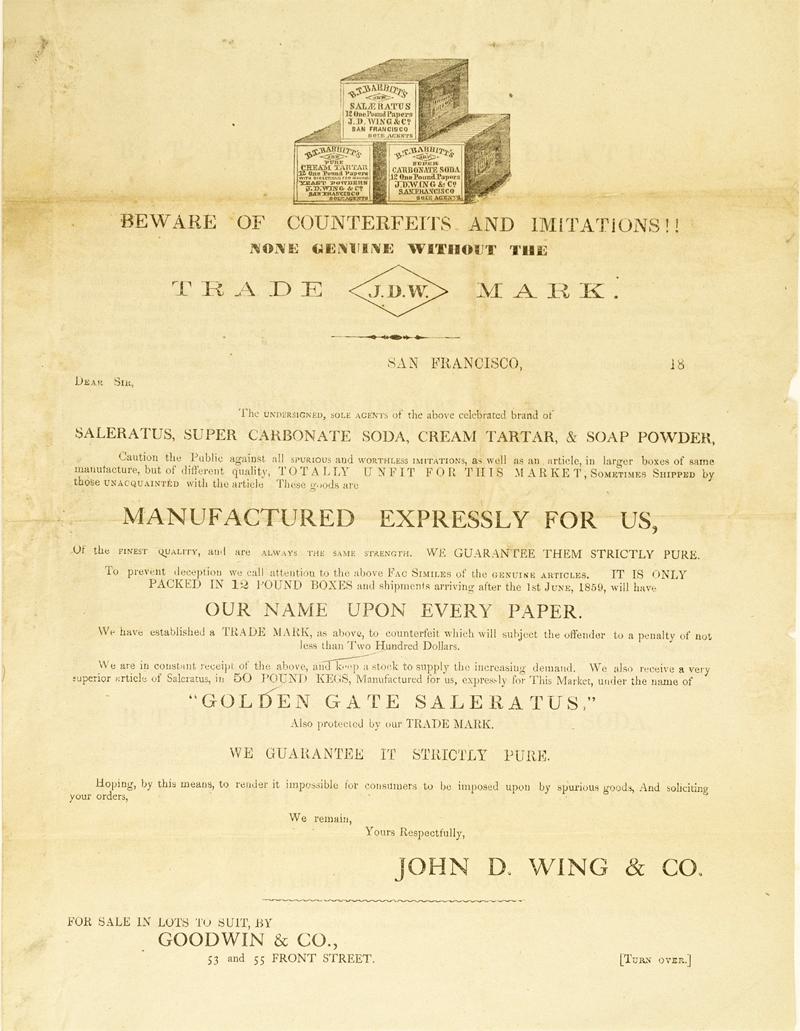 B.T. BABBITT'S
SALÆRATUS
12 One Pound Papers
J. D. WING & Co
SAN FRANCISCO
SOLE AGENTS
B.T. BABBITT'S
PURE
CREAM TARTAR
12 One Pound Papers
YEAST POWDERS
J. D. WING & Co
SAN FRANCISCO
SOLE AGENTS
B.T. BABBITT'S
SUPER
CARBONATE SODA
12 One Pound Papers
J.D. WING & Co
SAN FRANCISCO
SOLE AGENTS
BEWARE OF COUNTERFEITS AND IMITATIONS!!
NONE GENUINE WITHOUT THE
TRADE J.D.W. MARK.
SAN FRANCISCO, 18
DEAR SIR,
The UNDERSIGNED, SOLE AGENTS of the above celebrated brand of
SALERATUS, SUPER CARBONATE SODA, CREAM TARTAR, & SOAP POWDER,
Caution the Public against all SPURIOUS and WORTHLESS IMITATIONS, as well as an article, in larger boxes of same
manufacture, but of different quality, TOTALLY UNFIT FOR THIS MARKET, SOMETIMES SHIPPED by
those UNACQUAINTED with the article These goods are
MANUFACTURED EXPRESSLY FOR US,
Of the FINEST QUALITY, and are ALWAYS THE SAME STRENGTH. WE GUARANTEE THEM STRICTLY PURE.
To prevent deception we call attention to the above FAC SIMILES of the GENUINE ARTICLES. IT IS ONLY
PACKED IN 12 POUND BOXES and shipments arriving after the 1st JUNE, 1859, will have
OUR NAME UPON EVERY PAPER.
We have established a TRADE MARK, as above, to counterfeit which will subject the offender to a penalty of not
less than Two Hundred Dollars.
We are in constant receipt of the above, and keep a stock to supply the increasing demand. We also receive a very
superior article of Saleratus, in 50 POUND KEGS, Manufactured for us, expressly for This Market, under the name of
"GOLDEN GATE SALERATUS,"
Also protected by our TRADE MARK.
WE GUARANTEE IT STRICTLY PURE.
Hoping, by this means, to render it impossible for consumers to be imposed upon by spurious goods, And soliciting
your orders,
We remain,
Yours Respectfully,
JOHN D. WING & CO.
FOR SALE IN LOTS TO SUIT, BY
GOODWIN & CO.,
53 and 55 FRONT STREET.
[TURN OVER.]